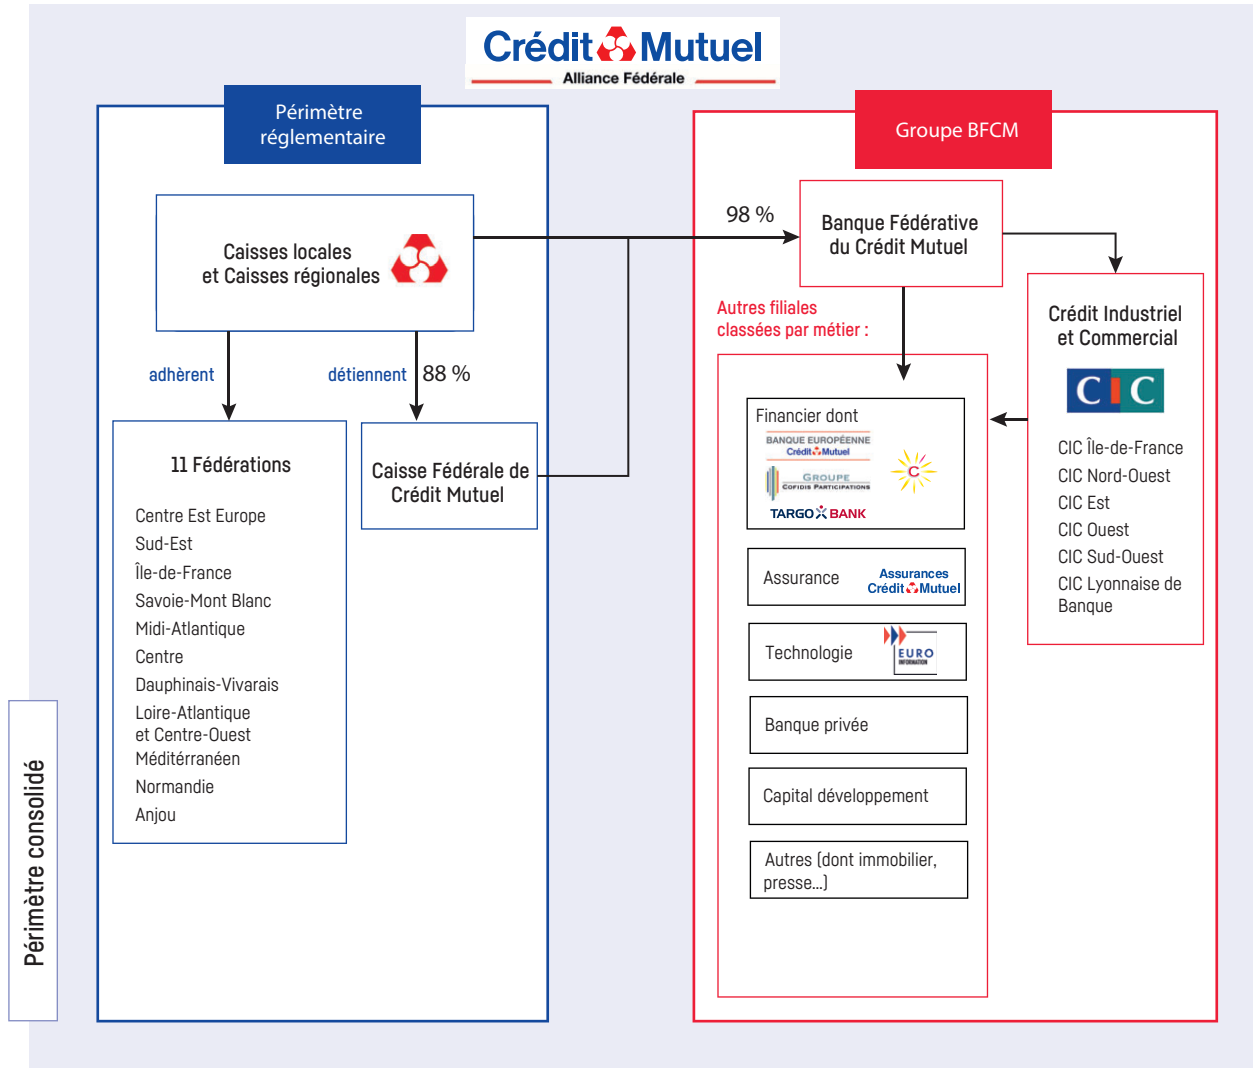 Crédit Mutuel
Alliance Fédérale
Périmètre
réglementaire
Groupe BFCM
Caisses locales
et Caisses régionales
98 %
Banque Fédérative
du Crédit Mutuel
adhèrent
détiennent 88 %
Autres filiales
classées par métier :
Crédit Industriel
et Commercial
CIC
CIC Île-de-France
CIC Nord-Ouest
CIC Est
CIC Ouest
CIC Sud-Ouest
CIC Lyonnaise de
Banque
11 Fédérations
Centre Est Europe
Sud-Est
Île-de-France
Savoie-Mont Blanc
Midi-Atlantique
Centre
Dauphinais-Vivarais
Loire-Atlantique
et Centre-Ouest
Méditérranéen
Normandie
Anjou
Caisse Fédérale de
Crédit Mutuel
Financier dont
BANQUE EUROPÉENNE
Crédit Mutuel
GROUPE
COFIDIS PARTICIPATIONS
C
TARGO BANK
Assurance
Assurances
Crédit Mutuel
Technologie
EURO
INFORMATION
Banque privée
Capital développement
Autres (dont immobilier,
presse...)
Périmètre consolidé